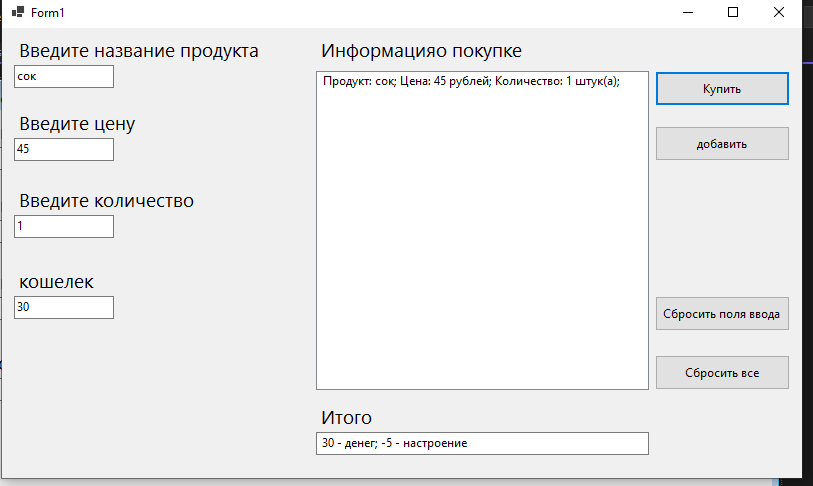 Form1
Введите название продукта
сок
Введите цену
45
Введите количество
1
кошелек
30
Информацияо покупке
Продукт: сок; Цена: 45 рублей; Количество: 1 штук(а);
Купить
добавить
Сбросить поля ввода
Сбросить все
Итого
30 - денег; -5 - настроение